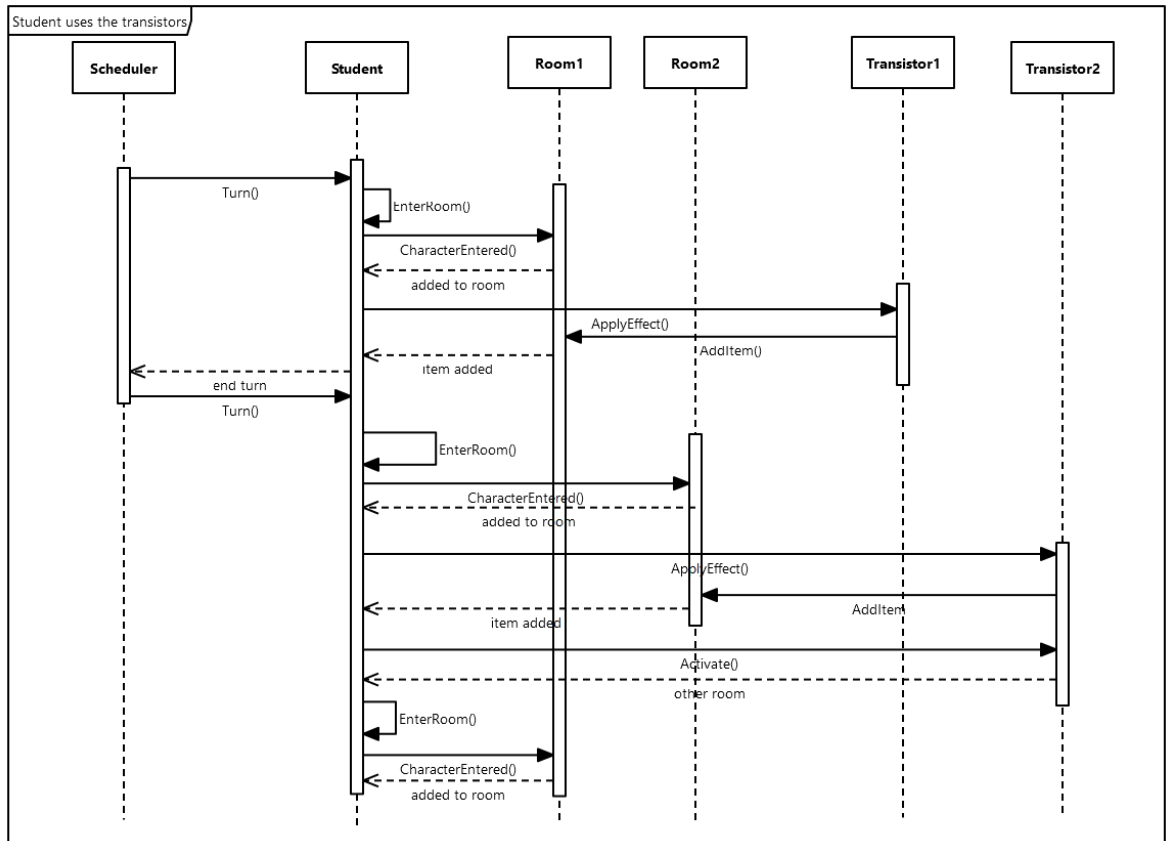 Student uses the transistors
Scheduler
Student
Room1
Room2
Transistor1
Transistor2
Turn()
EnterRoom()
CharacterEntered()
added to room
ApplyEffect()
AddItem()
item added
end turn
Turn()
EnterRoom()
CharacterEntered()
added to room
ApplyEffect()
AddItem
item added
Activate()
other room
EnterRoom()
CharacterEntered()
added to room